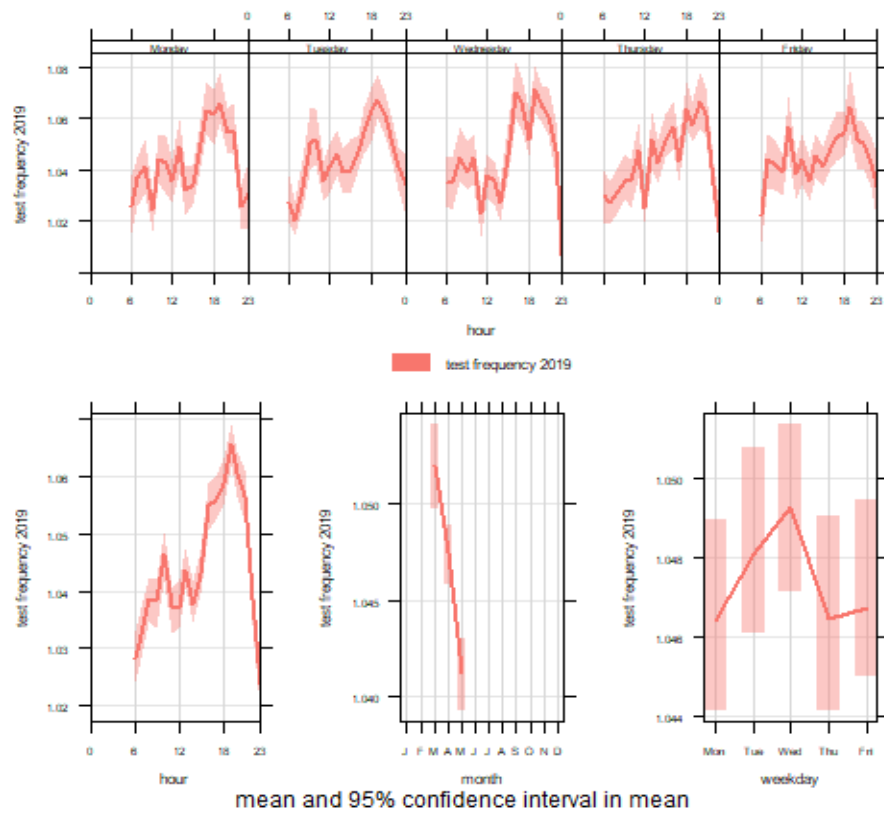 0 6 18 23 0 6 18
Monday Tuesday Wednesday Thursday Friday
1.08
1.06
1.04
1.02
test frequency 2019
0 6 12 18 23 0 6 12 18 23 0 6 12 18 23
hour
test frequency 2019
1.06
1.05
1.04
1.03
1.02
test frequency 2019
0 6 12 18 23
hour
1.050
1.045
1.040
test frequency 2019
J F M A M J J A S O N D
month
1.050
1.048
1.046
1.044
test frequency 2019
Mon Tue Wed Thu Fri
weekday
mean and 95% confidence interval in mean